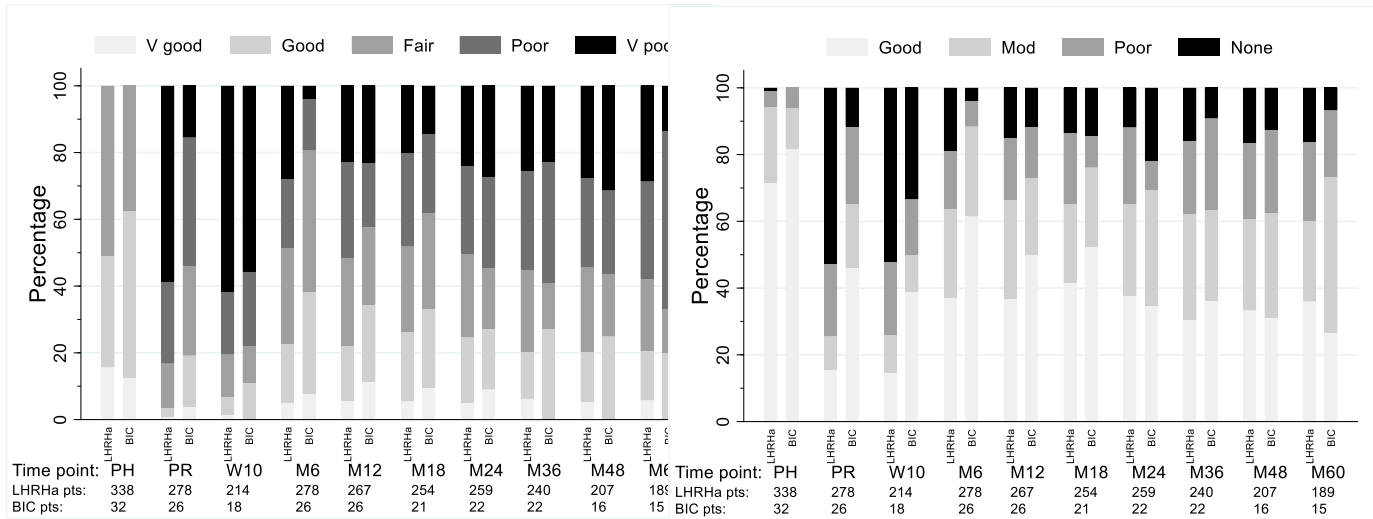 V good Good Fair Poor V poo
Percentage
100
80
60
40
20
0
LHRHa BIC LHRHa BIC LHRHa BIC LHRHa BIC LHRHa BIC LHRHa BIC LHRHa BIC LHRHa BIC LHRHa BIC LHRHa BIC
Time point: PH PR W10 M6 M12 M18 M24 M36 M48 M6
LHRHa pts: 338 278 214 278 267 254 259 240 207 189
BIC pts: 32 26 18 26 26 21 22 22 16 15
Good Mod Poor None
Percentage
100
80
60
40
20
0
LHRHa BIC LHRHa BIC LHRHa BIC LHRHa BIC LHRHa BIC LHRHa BIC LHRHa BIC LHRHa BIC LHRHa BIC LHRHa BIC
Time point: PH PR W10 M6 M12 M18 M24 M36 M48 M60
LHRHa pts: 338 278 214 278 267 254 259 240 207 189
BIC pts: 32 26 18 26 26 21 22 22 16 15